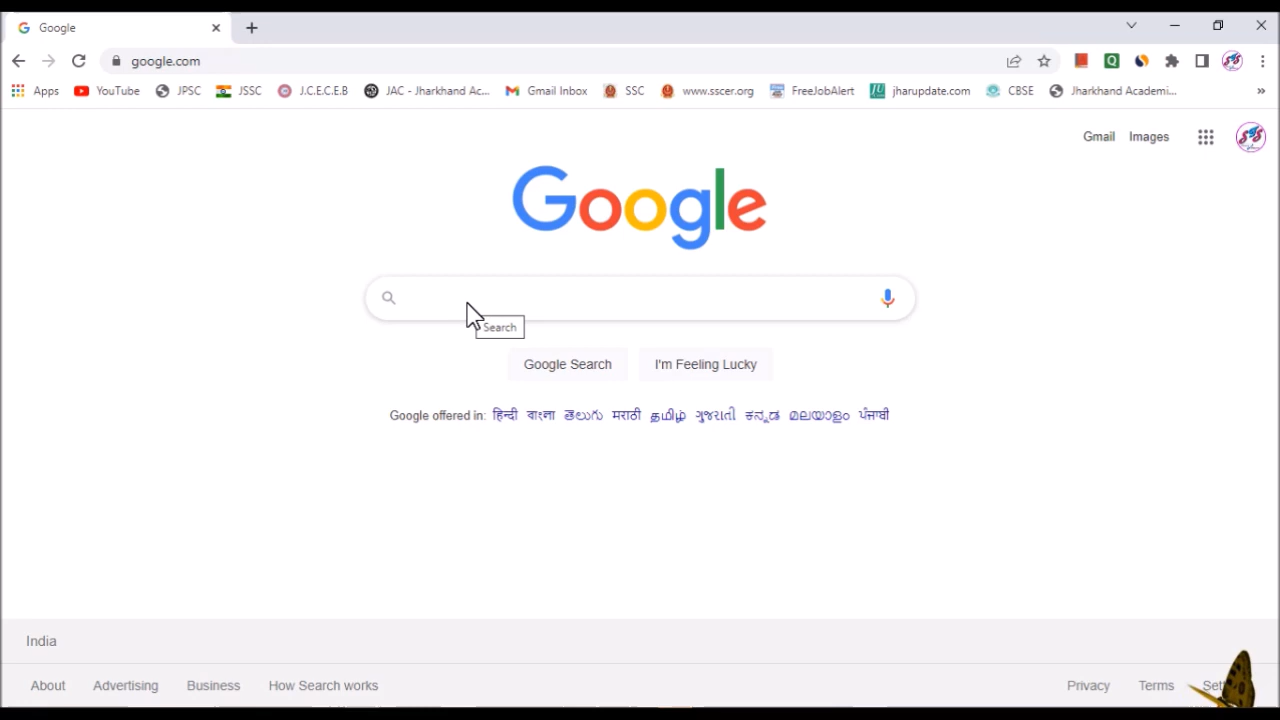 Google
google.com
Apps YouTube JPSC JSSC J.C.E.C.E.B JAC - Jharkhand Ac... Gmail Inbox SSC www.sscer.org FreeJobAlert jharupdate.com CBSE Jharkhand Academi... »
Gmail Images
Google
Search
Google Search I'm Feeling Lucky
Google offered in: हिन्दी বাংলা తెలుగు मराठी தமிழ் ગુજરાતી ಕನ್ನಡ മലയാളം ਪੰਜਾਬੀ
India
About Advertising Business How Search works Privacy Terms